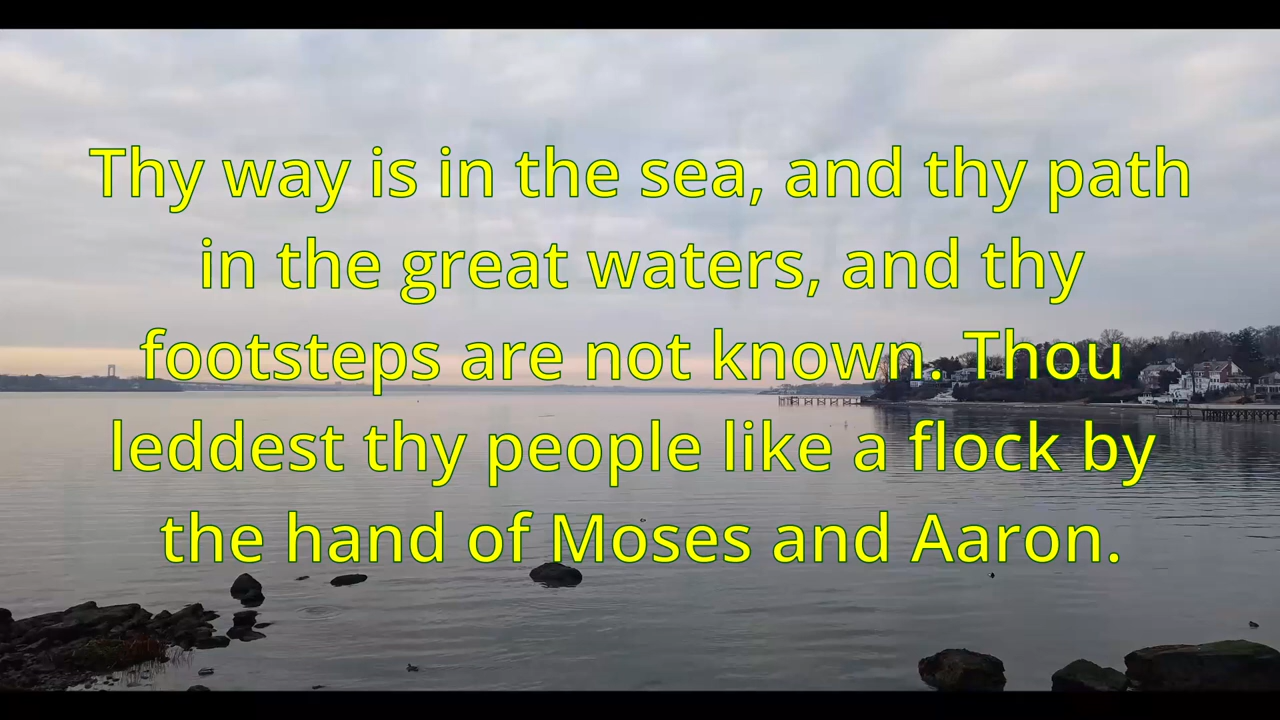 Thy way is in the sea, and thy path
in the great waters, and thy
footsteps are not known. Thou
leddest thy people like a flock by
the hand of Moses and Aaron.